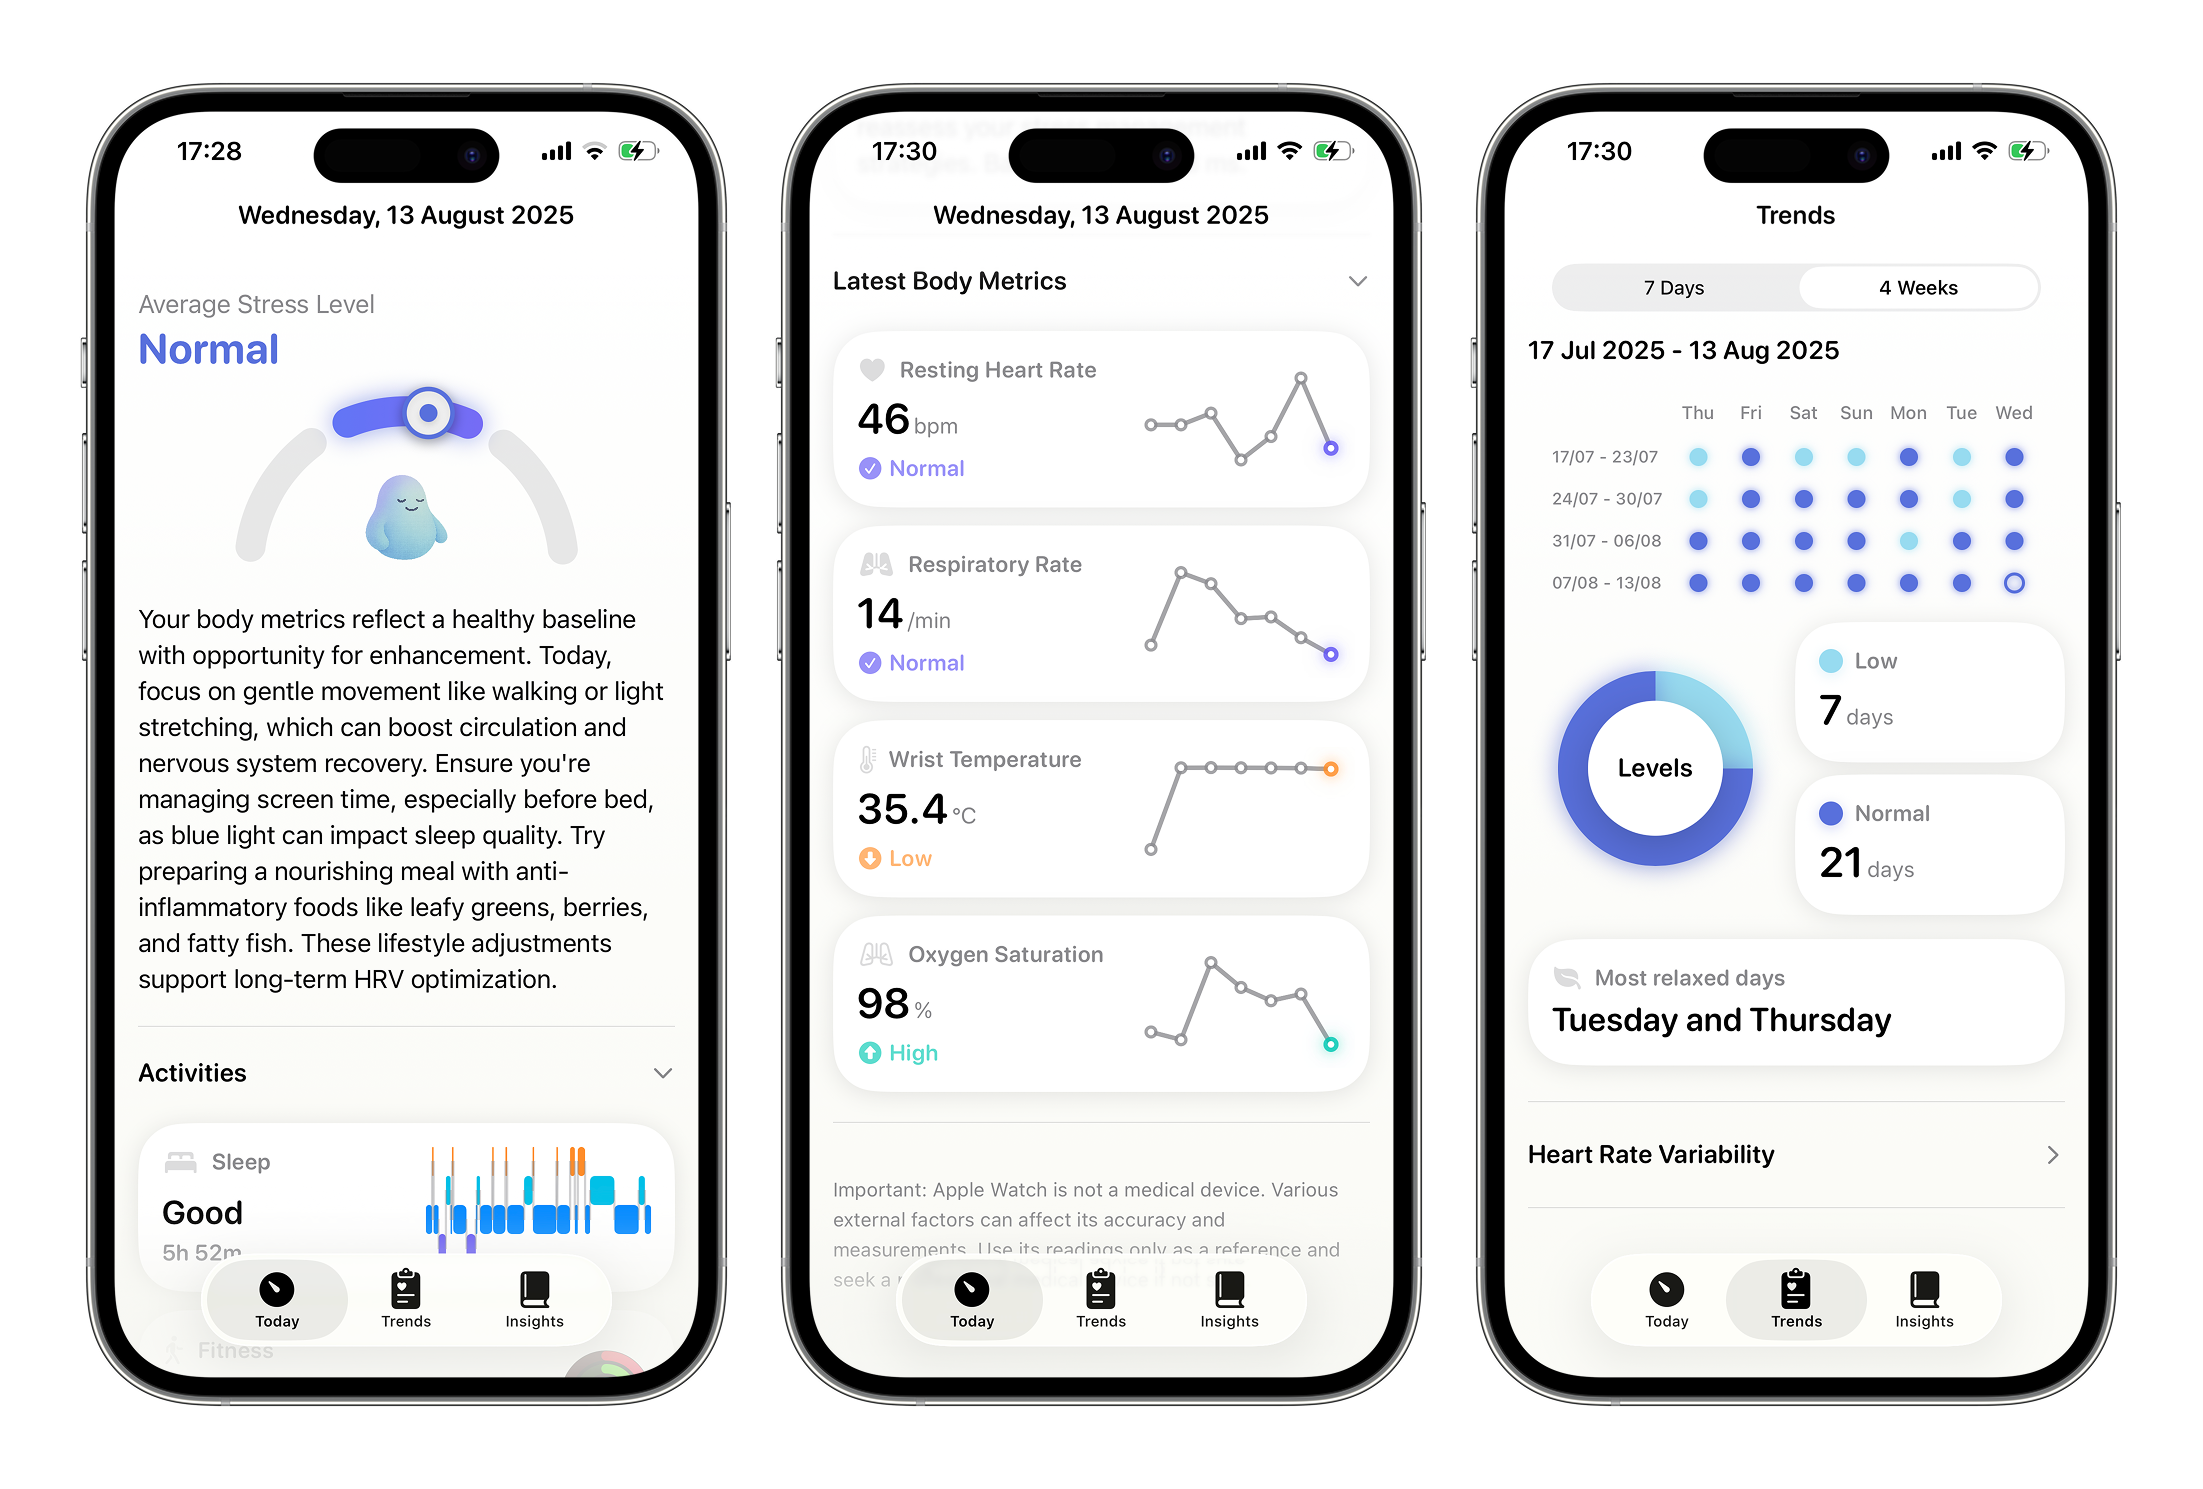 17:28
Wednesday, 13 August 2025
Average Stress Level
Normal
Your body metrics reflect a healthy baseline
with opportunity for enhancement. Today,
focus on gentle movement like walking or light
stretching, which can boost circulation and
nervous system recovery. Ensure you're
managing screen time, especially before bed,
as blue light can impact sleep quality. Try
preparing a nourishing meal with anti-
inflammatory foods like leafy greens, berries,
and fatty fish. These lifestyle adjustments
support long-term HRV optimization.
Activities
Sleep
Good
5h 52m
Fitness
Today
Trends
Insights
17:30
reassess your stress management
strategies.
Wednesday, 13 August 2025
Latest Body Metrics
Resting Heart Rate
46 bpm
Normal
Respiratory Rate
14 /min
Normal
Wrist Temperature
35.4 °C
Low
Oxygen Saturation
98 %
High
Important: Apple Watch is not a medical device. Various
external factors can affect its accuracy and
measurements. Use its readings only as a reference and
seek a
Today
Trends
Insights
17:30
Trends
7 Days
4 Weeks
17 Jul 2025 - 13 Aug 2025
Thu Fri Sat Sun Mon Tue Wed
17/07 - 23/07
24/07 - 30/07
31/07 - 06/08
07/08 - 13/08
Levels
Low
7 days
Normal
21 days
Most relaxed days
Tuesday and Thursday
Heart Rate Variability
Today
Trends
Insights